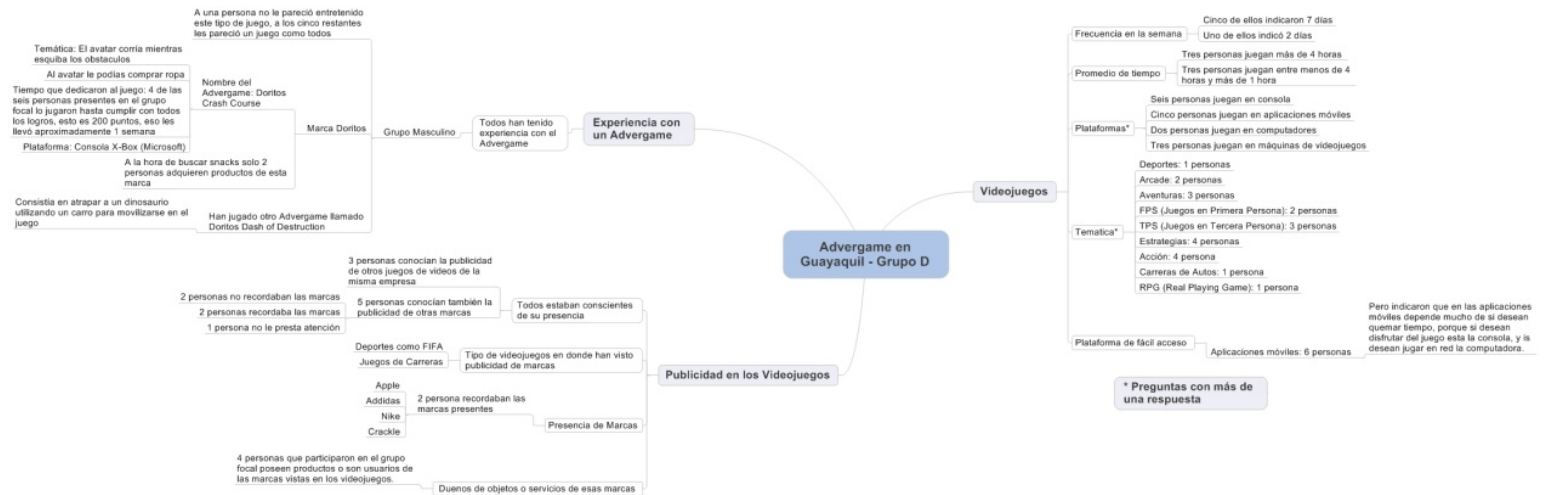 Advergame en
Guayaquil - Grupo D
Experiencia con
un Advergame
Todos han tenido
experiencia con el
Advergame
Grupo Masculino
A una persona no le pareció entretenido
este tipo de juego, a los cinco restantes
les pareció un juego como todos
Marca Doritos
Nombre del
Advergame: Doritos
Crash Course
Temática: El avatar corría mientras
esquiba los obstaculos
Al avatar le podías comprar ropa
Tiempo que dedicaron al juego: 4 de las
seis personas presentes en el grupo
focal lo jugaron hasta cumplir con todos
los logros, esto es 200 puntos, eso les
llevó aproximadamente 1 semana
Plataforma: Consola X-Box (Microsoft)
A la hora de buscar snacks solo 2
personas adquieren productos de esta
marca
Han jugado otro Advergame llamado
Doritos Dash of Destruction
Consistía en atrapar a un dinosaurio
utilizando un carro para movilizarse en el
juego
Publicidad en los Videojuegos
Todos estaban conscientes
de su presencia
3 personas conocian la publicidad
de otros juegos de videos de la
misma empresa
5 personas conocían también la
publicidad de otras marcas
2 personas no recordaban las marcas
2 personas recordaba las marcas
1 persona no le presta atención
Tipo de videojuegos en donde han visto
publicidad de marcas
Deportes como FIFA
Juegos de Carreras
Presencia de Marcas
2 persona recordaban las
marcas presentes
Apple
Addidas
Nike
Crackle
Duenos de objetos o servicios de esas marcas
4 personas que participaron en el grupo
focal poseen productos o son usuarios de
las marcas vistas en los videojuegos.
Videojuegos
Frecuencia en la semana
Cinco de ellos indicaron 7 días
Uno de ellos indicó 2 días
Promedio de tiempo
Tres personas juegan más de 4 horas
Tres personas juegan entre menos de 4
horas y más de 1 hora
Plataformas*
Seis personas juegan en consola
Cinco personas juegan en aplicaciones móviles
Dos personas juegan en computadores
Tres personas juegan en máquinas de videojuegos
Tematica*
Deportes: 1 personas
Arcade: 2 personas
Aventuras: 3 personas
FPS (Juegos en Primera Persona): 2 personas
TPS (Juegos en Tercera Persona): 3 personas
Estrategias: 4 personas
Acción: 4 persona
Carreras de Autos: 1 persona
RPG (Real Playing Game): 1 persona
Plataforma de fácil acceso
Aplicaciones móviles: 6 personas
Pero indicaron que en las aplicaciones
móviles depende mucho de si desean
quemar tiempo, porque si desean
disfrutar del juego esta la consola, y is
desean jugar en red la computadora.
* Preguntas con más de
una respuesta